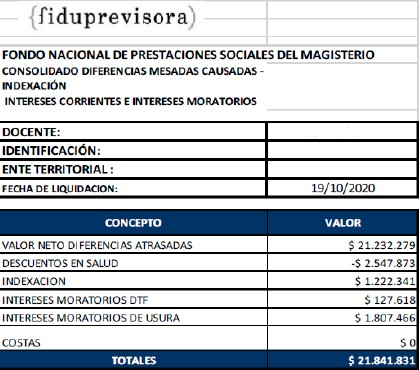 {fiduprevisora}
FONDO NACIONAL DE PRESTACIONES SOCIALES DEL MAGISTERIO
CONSOLIDADO DIFERENCIAS MESADAS CAUSADAS -
INDEXACIÓN
INTERESES CORRIENTES E INTERESES MORATORIOS
DOCENTE:
IDENTIFICACIÓN:
ENTE TERRITORIAL :
FECHA DE LIQUIDACION: 19/10/2020
CONCEPTO VALOR
VALOR NETO DIFERENCIAS ATRASADAS $ 21.232.279
DESCUENTOS EN SALUD -$ 2.547.873
INDEXACION $ 1.222.341
INTERESES MORATORIOS DTF $ 127.618
INTERESES MORATORIOS DE USURA $ 1.807.466
COSTAS $ 0
TOTALES $ 21.841.831